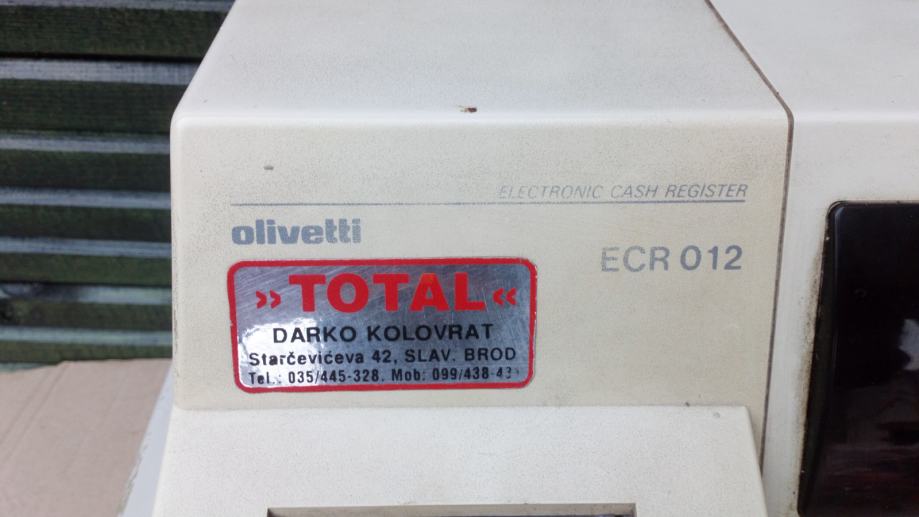 ELECTRONIC CASH REGISTER
olivetti
ECR 012
»TOTAL«
DARKO KOLOVRAT
Starčevićeva 42, SLAV. BROD
Tel.: 035/445-328. Mob: 099/438-43